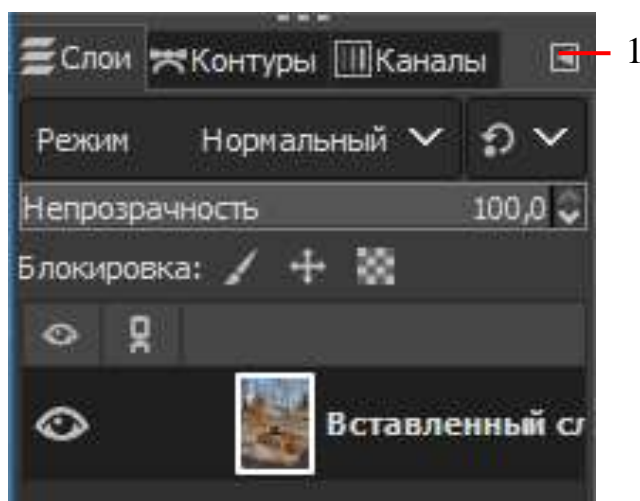 Слои Контуры Каналы 1
Режим Нормальный
Непрозрачность 100,0
Блокировка:
Вставленный сл